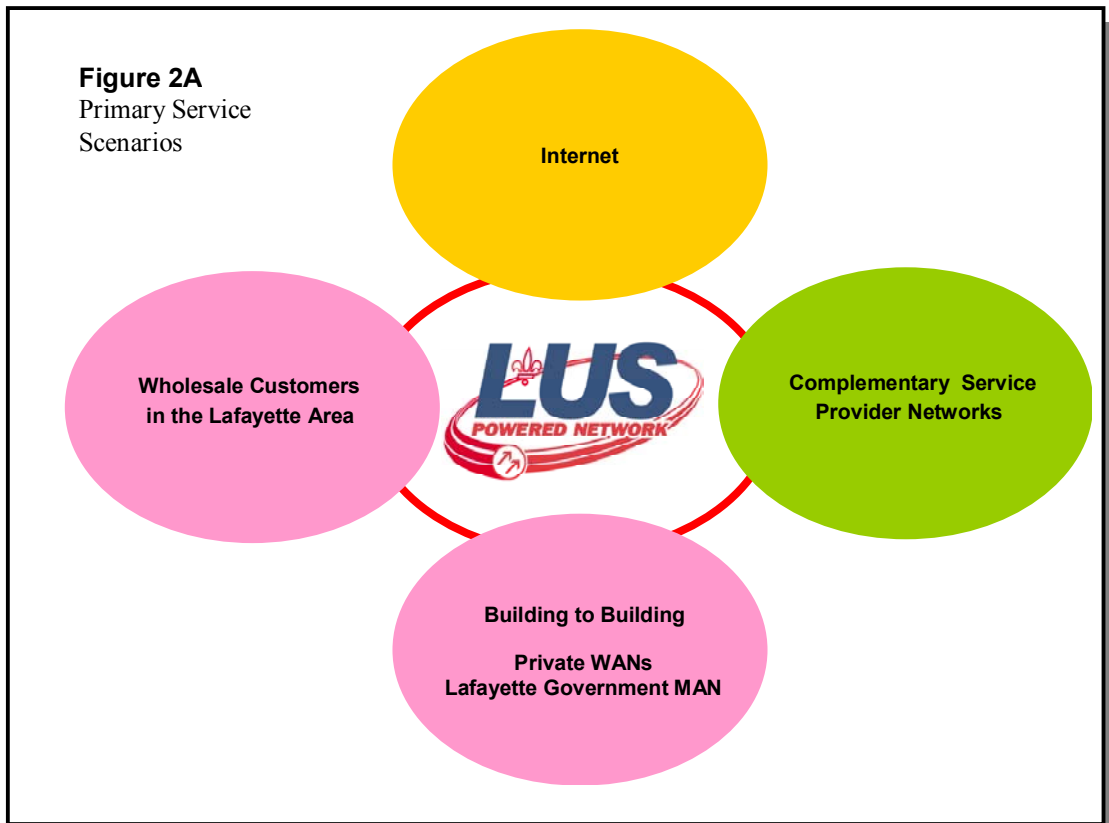 Figure 2A
Primary Service
Scenarios
Internet
Wholesale Customers
in the Lafayette Area
LUS
POWERED NETWORK
Complementary Service
Provider Networks
Building to Building
Private WANs
Lafayette Government MAN